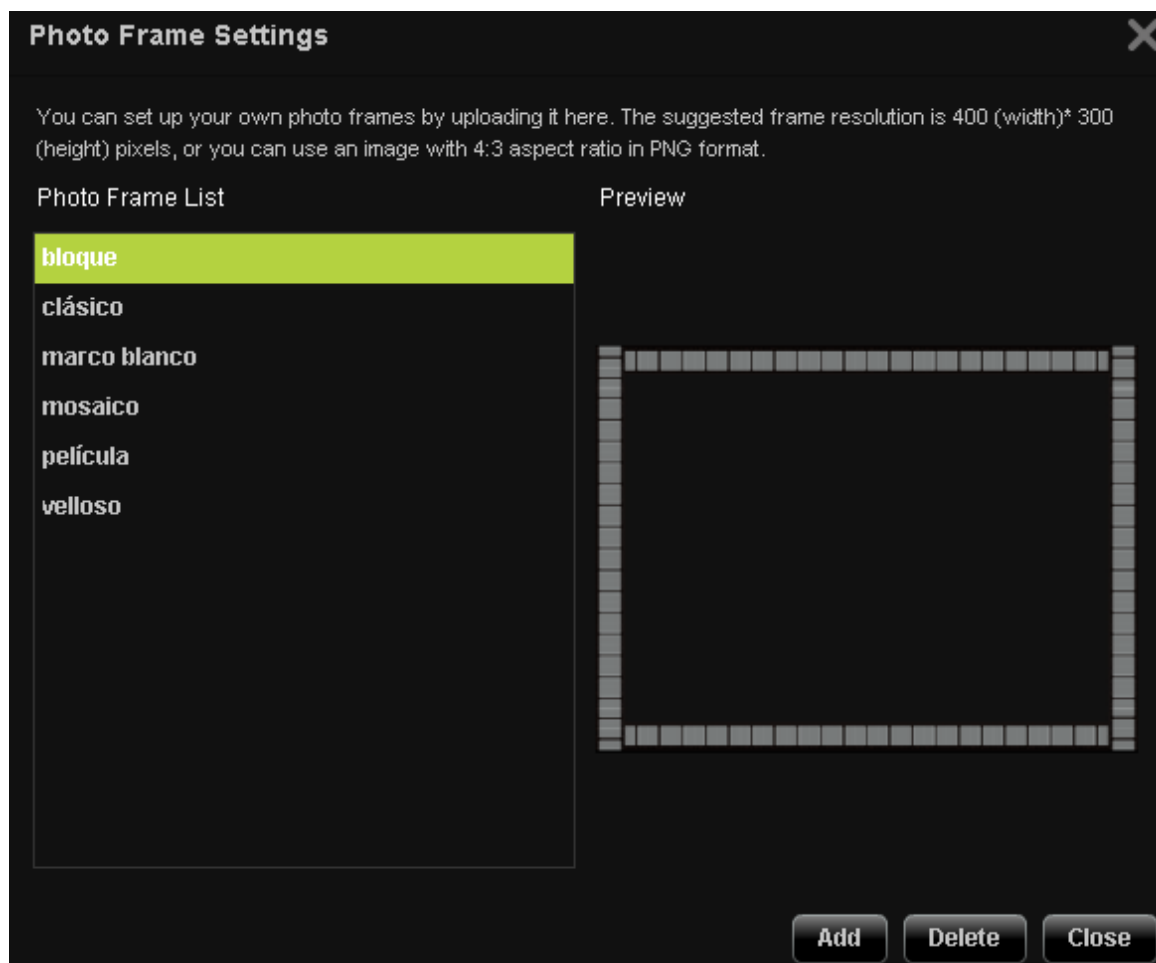 Photo Frame Settings
You can set up your own photo frames by uploading it here. The suggested frame resolution is 400 (width)* 300
(height) pixels, or you can use an image with 4:3 aspect ratio in PNG format.
Photo Frame List
Preview
bloque
clásico
marco blanco
mosaico
película
velloso
Add
Delete
Close